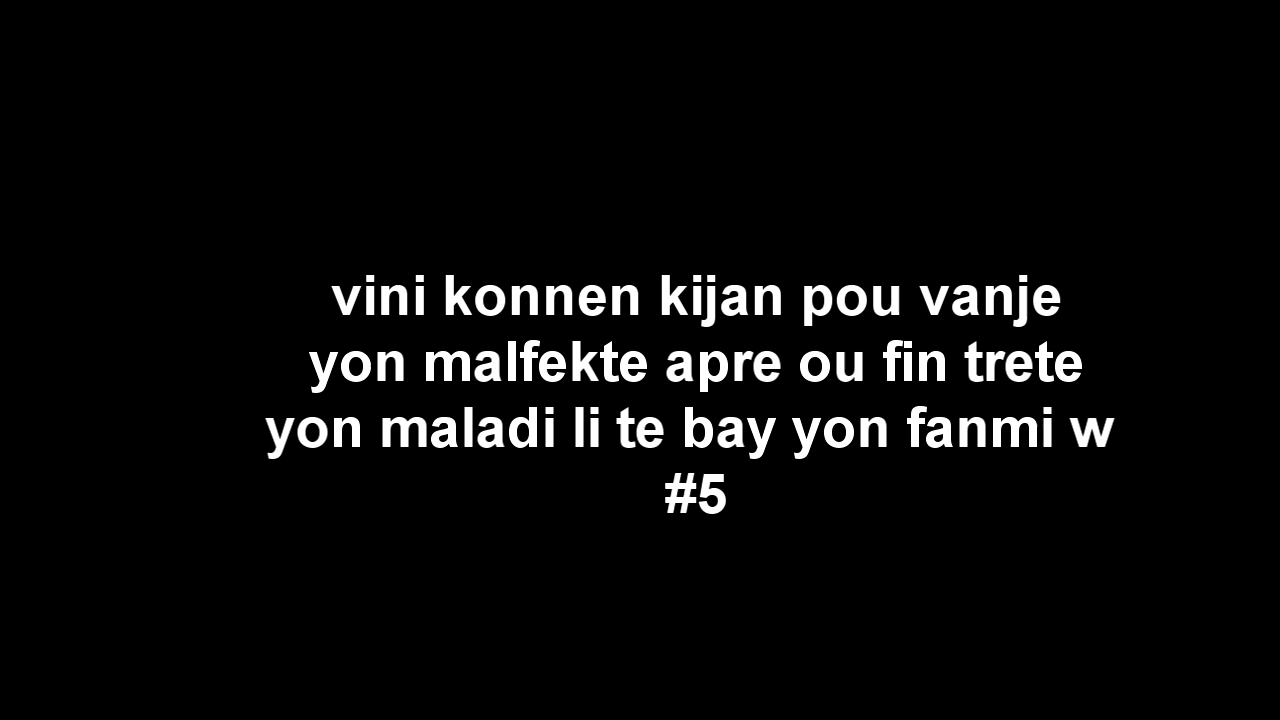 vini konnen kijan pou vanje
yon malfekte apre ou fin trete
yon maladi li te bay yon fanmi w
#5